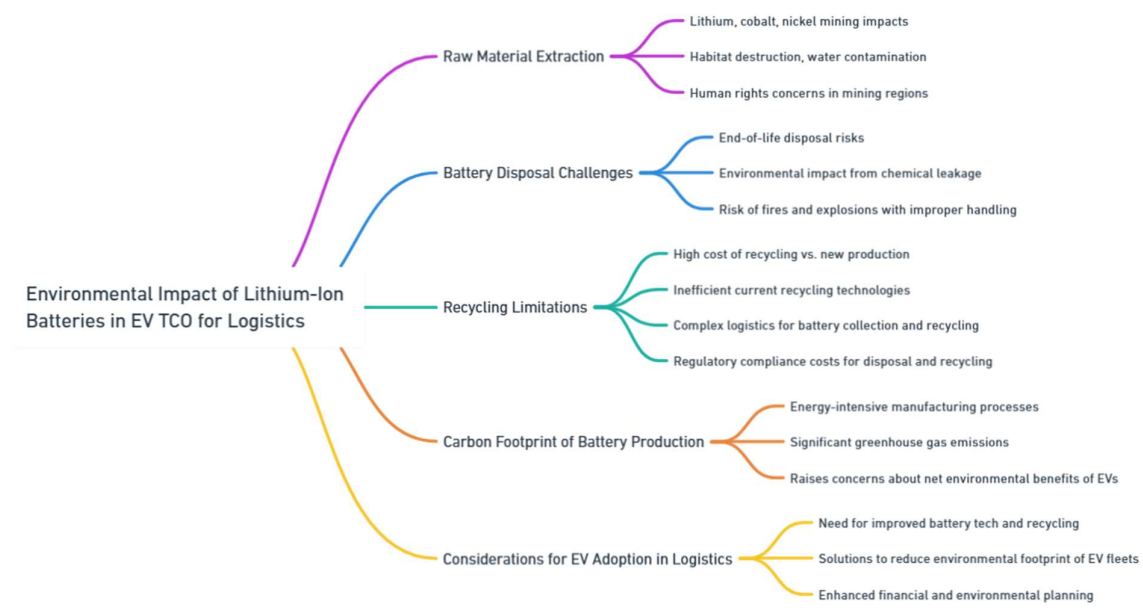 Environmental Impact of Lithium-Ion
Batteries in EV TCO for Logistics
Raw Material Extraction
Lithium, cobalt, nickel mining impacts
Habitat destruction, water contamination
Human rights concerns in mining regions
Battery Disposal Challenges
End-of-life disposal risks
Environmental impact from chemical leakage
Risk of fires and explosions with improper handling
Recycling Limitations
High cost of recycling vs. new production
Inefficient current recycling technologies
Complex logistics for battery collection and recycling
Regulatory compliance costs for disposal and recycling
Carbon Footprint of Battery Production
Energy-intensive manufacturing processes
Significant greenhouse gas emissions
Raises concerns about net environmental benefits of EVs
Considerations for EV Adoption in Logistics
Need for improved battery tech and recycling
Solutions to reduce environmental footprint of EV fleets
Enhanced financial and environmental planning